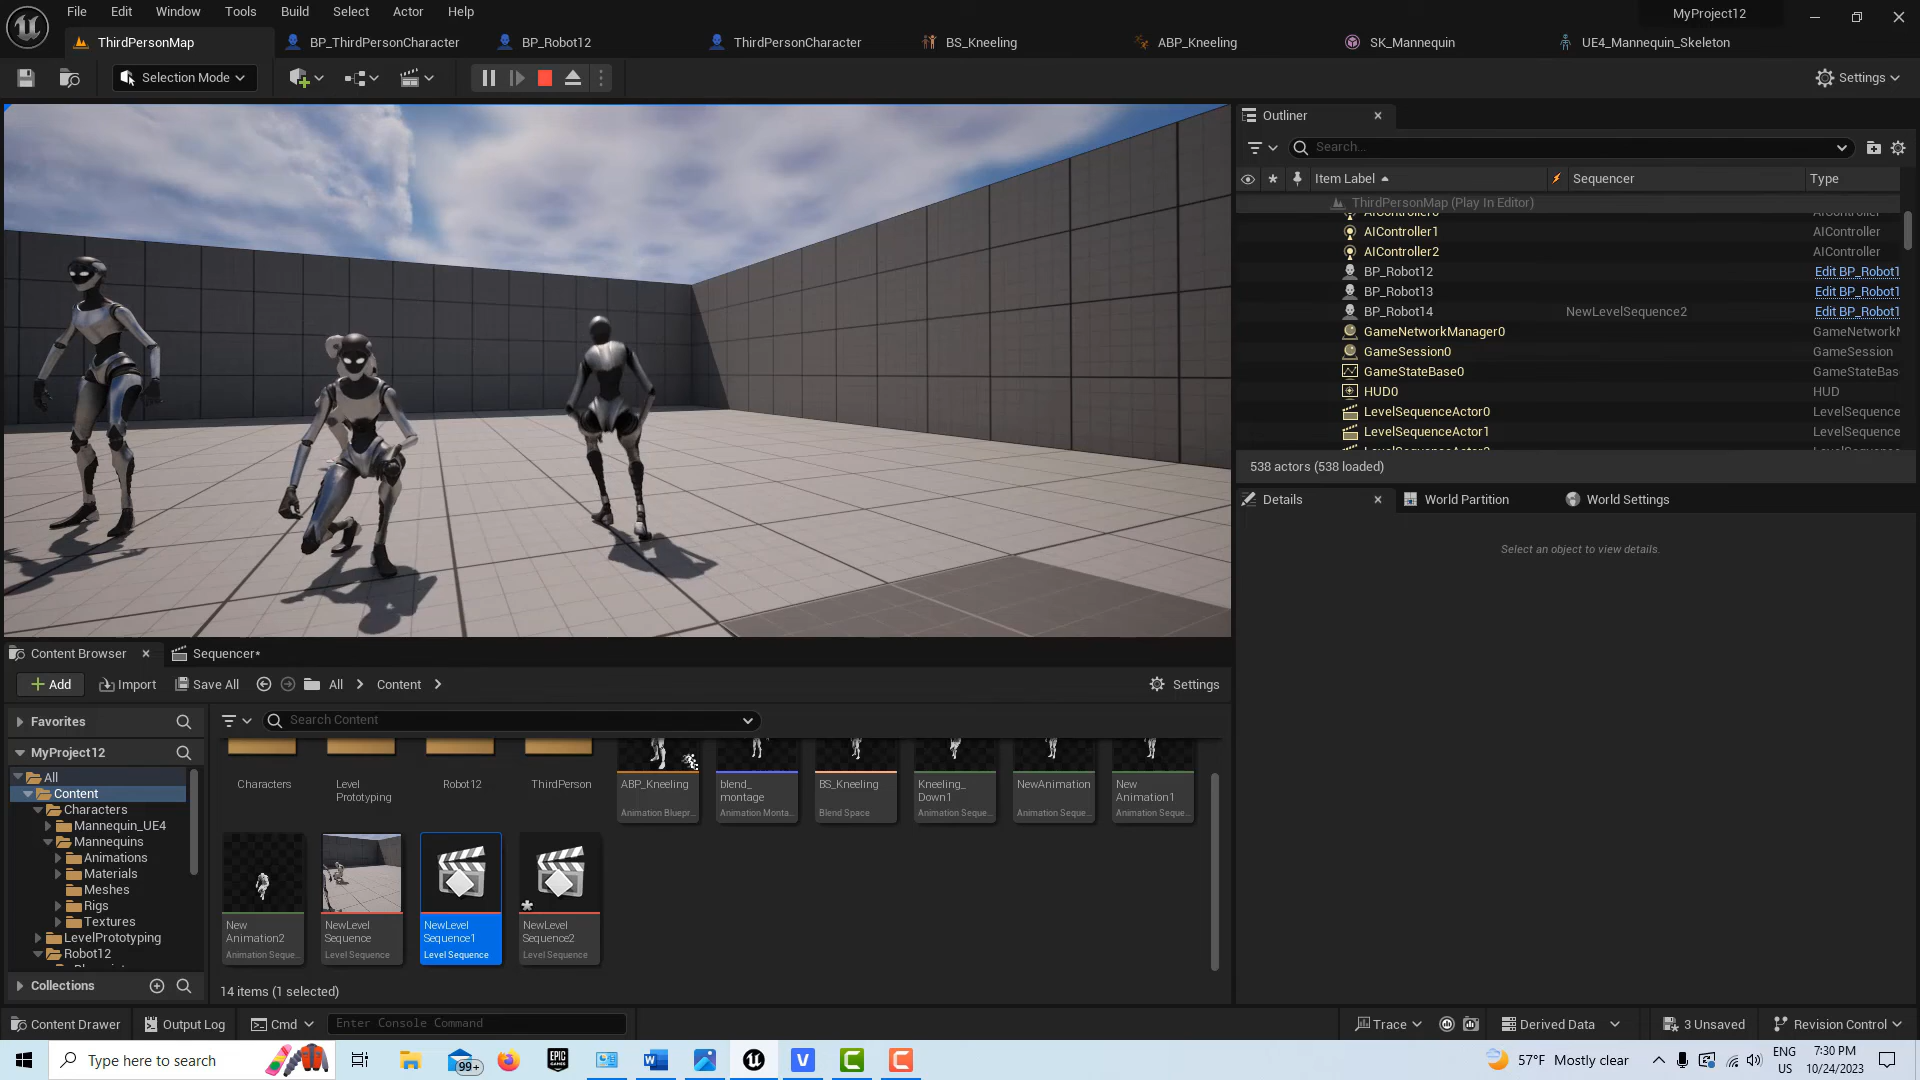 File Edit Window Tools Build Select Actor Help
MyProject12
ThirdPersonMap
BP_ThirdPersonCharacter
BP_Robot12
ThirdPersonCharacter
BS_Kneeling
ABP_Kneeling
SK_Mannequin
UE4_Mannequin_Skeleton
Selection Mode
Settings
Outliner
Search...
Item Label Sequencer Type
ThirdPersonMap (Play In Editor)
AIController0 AIController
AIController1 AIController
AIController2 AIController
BP_Robot12 Edit BP_Robot1
BP_Robot13 Edit BP_Robot1
BP_Robot14 NewLevelSequence2 Edit BP_Robot1
GameNetworkManager0 GameNetworkM
GameSession0 GameSession
GameStateBase0 GameStateBas
HUD0 HUD
LevelSequenceActor0 LevelSequence
LevelSequenceActor1 LevelSequence
538 actors (538 loaded)
Details
World Partition
World Settings
Select an object to view details.
Content Browser
Sequencer*
Add
Import
Save All
All
Content
Settings
Favorites
Search Content
MyProject12
All
Content
Characters
Mannequin_UE4
Mannequins
Animations
Materials
Meshes
Rigs
Textures
LevelPrototyping
Robot12
Collections
Characters
Level
Prototyping
Robot12
ThirdPerson
ABP_Kneeling
Animation Bluepr...
blend_
montage
Animation Monta...
BS_Kneeling
Blend Space
Kneeling_
Down1
Animation Seque...
NewAnimation
Animation Seque...
New
Animation1
Animation Seque...
New
Animation2
Animation Seque...
NewLevel
Sequence
Level Sequence
NewLevel
Sequence1
Level Sequence
NewLevel
Sequence2
Level Sequence
14 items (1 selected)
Content Drawer
Output Log
Cmd
Enter Console Command
Trace
Derived Data
3 Unsaved
Revision Control
Type here to search
99+
EPIC
GAMES
57°F Mostly clear
ENG
US
7:30 PM
10/24/2023